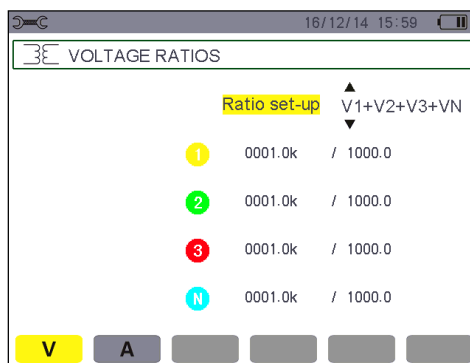 16/12/14 15:59
VOLTAGE RATIOS
Ratio set-up V1+V2+V3+VN
1 0001.0k / 1000.0
2 0001.0k / 1000.0
3 0001.0k / 1000.0
N 0001.0k / 1000.0
V A